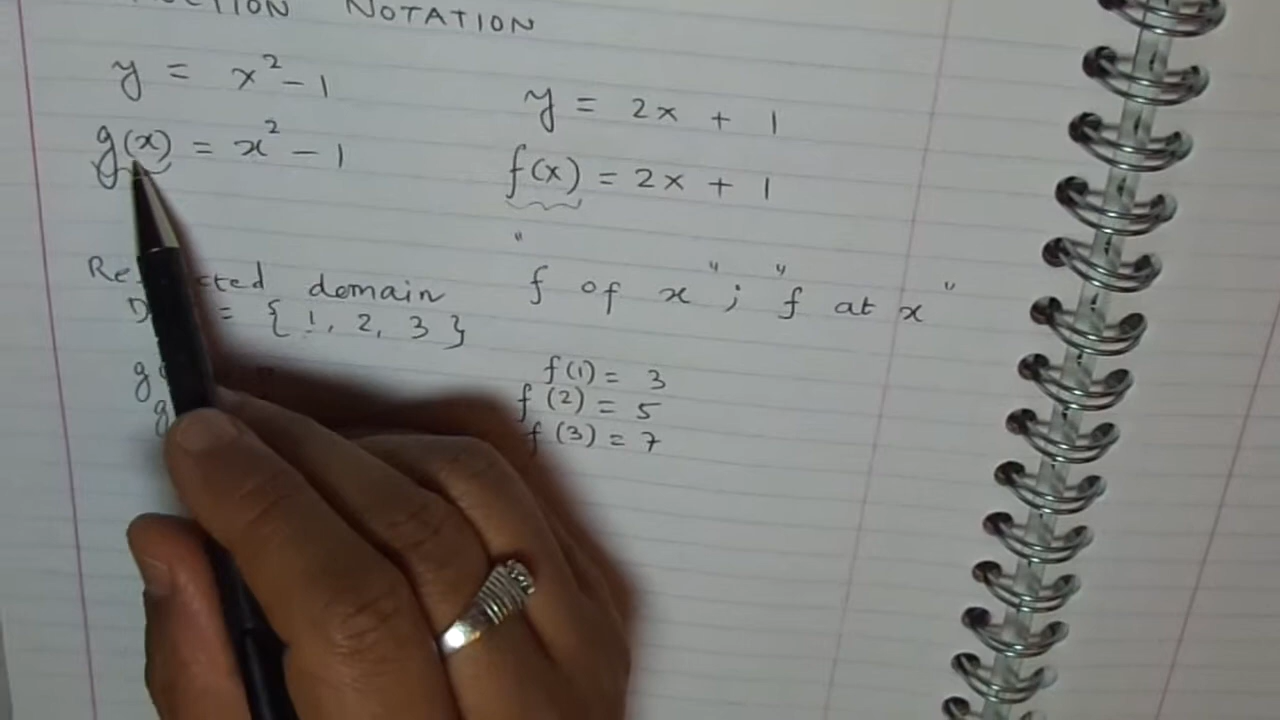 NOTATION
y = x² - 1
g(x) = x² - 1
y = 2x + 1
f(x) = 2x + 1
"f of x"; "f at x"
domain
= { 1, 2, 3 }
f(1) = 3
f(2) = 5
f(3) = 7